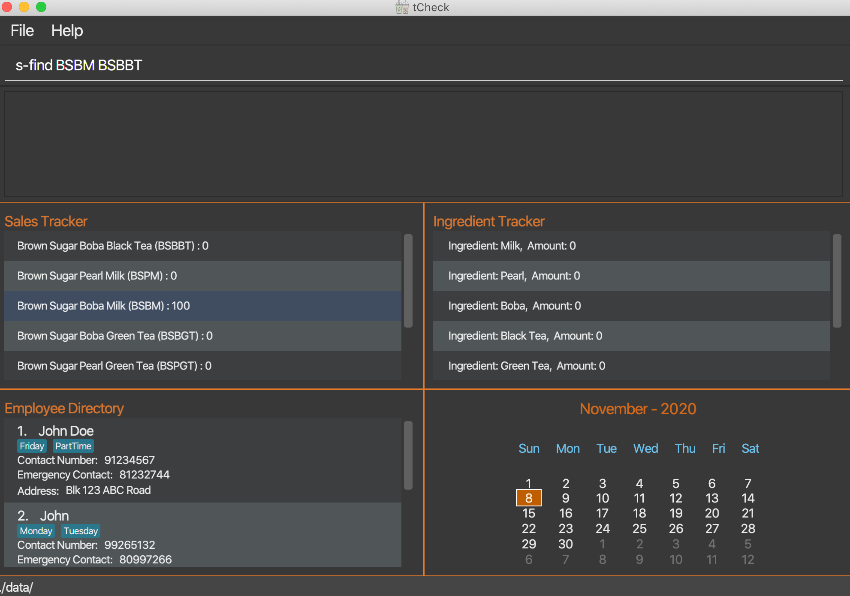 tCheck
File Help
s-find BSBM BSBBT
Sales Tracker
Brown Sugar Boba Black Tea (BSBBT) : 0
Brown Sugar Pearl Milk (BSPM) : 0
Brown Sugar Boba Milk (BSBM) : 100
Brown Sugar Boba Green Tea (BSBGT) : 0
Brown Sugar Pearl Green Tea (BSPGT) : 0
Ingredient Tracker
Ingredient: Milk, Amount: 0
Ingredient: Pearl, Amount: 0
Ingredient: Boba, Amount: 0
Ingredient: Black Tea, Amount: 0
Ingredient: Green Tea, Amount: 0
Employee Directory
1. John Doe
Friday PartTime
Contact Number: 91234567
Emergency Contact: 81232744
Address: Blk 123 ABC Road
2. John
Monday Tuesday
Contact Number: 99265132
Emergency Contact: 80997266
November - 2020
Sun Mon Tue Wed Thu Fri Sat
1 2 3 4 5 6 7
8 9 10 11 12 13 14
15 16 17 18 19 20 21
22 23 24 25 26 27 28
29 30 1 2 3 4 5
6 7 8 9 10 11 12
./data/